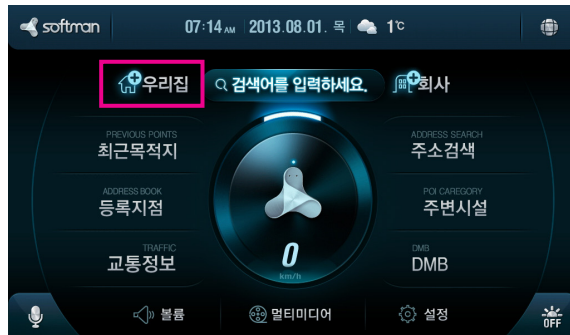 softman
07:14 AM 2013.08.01. 목 1℃
우리집
검색어를 입력하세요.
회사
PREVIOUS POINTS
최근목적지
ADDRESS SEARCH
주소검색
ADDRESS BOOK
등록지점
POI CAREGORY
주변시설
TRAFFIC
교통정보
0
km/h
DMB
DMB
볼륨
멀티미디어
설정
OFF